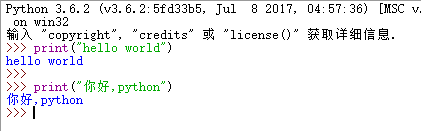 Python 3.6.2 (v3.6.2:5fd33b5, Jul  8 2017, 04:57:36) [MSC v.
 on win32
输入 "copyright", "credits" 或 "license()" 获取详细信息.
>>> print("hello world")
hello world
>>>
>>> print("你好,python")
你好,python
>>>